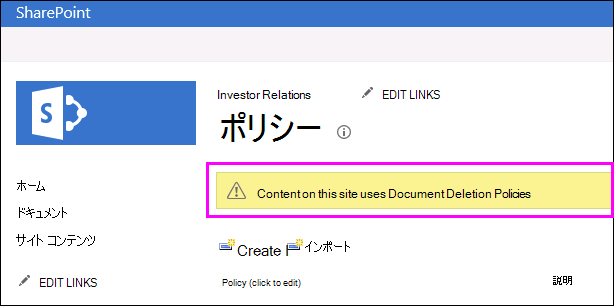 SharePoint
Investor Relations
EDIT LINKS
ポリシー
Content on this site uses Document Deletion Policies
ホーム
ドキュメント
サイト コンテンツ
EDIT LINKS
Create
インポート
Policy (click to edit)
説明